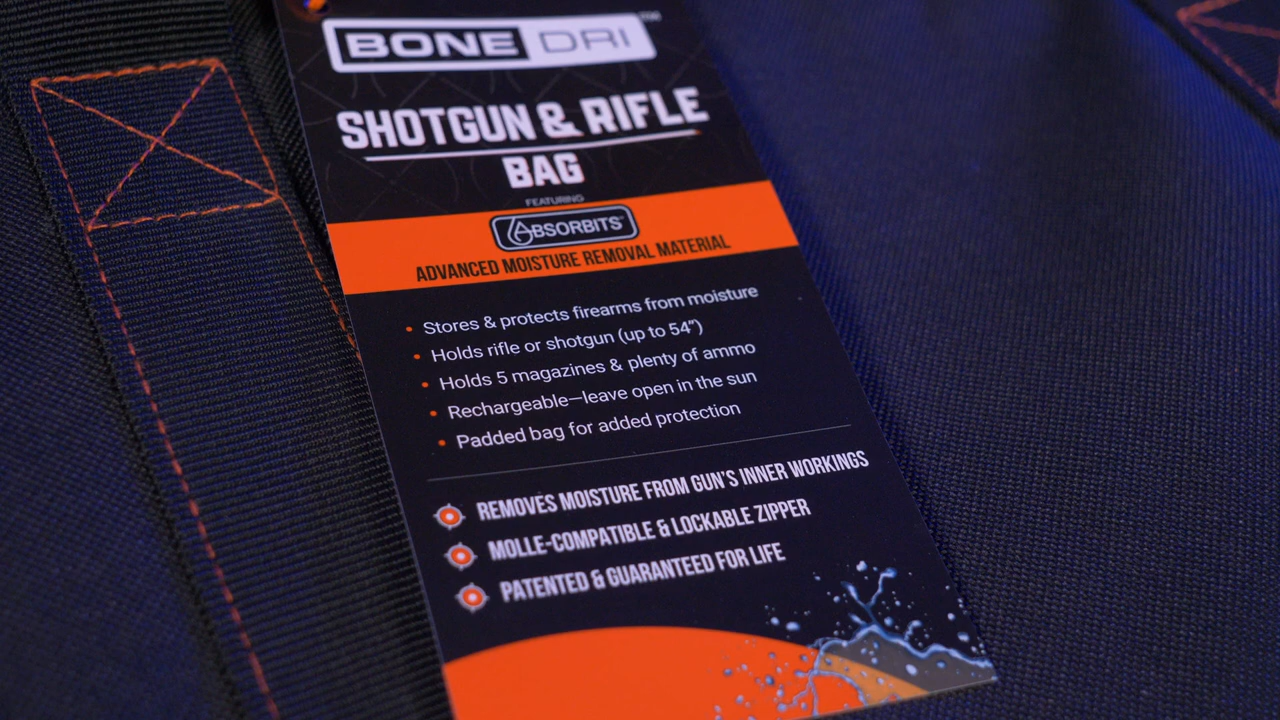 BONE DRI™
SHOTGUN & RIFLE
BAG
FEATURING
ABSORBITS™
ADVANCED MOISTURE REMOVAL MATERIAL
• Stores & protects firearms from moisture
• Holds rifle or shotgun (up to 54")
• Holds 5 magazines & plenty of ammo
• Rechargeable—leave open in the sun
• Padded bag for added protection
REMOVES MOISTURE FROM GUN'S INNER WORKINGS
MOLLE-COMPATIBLE & LOCKABLE ZIPPER
PATENTED & GUARANTEED FOR LIFE